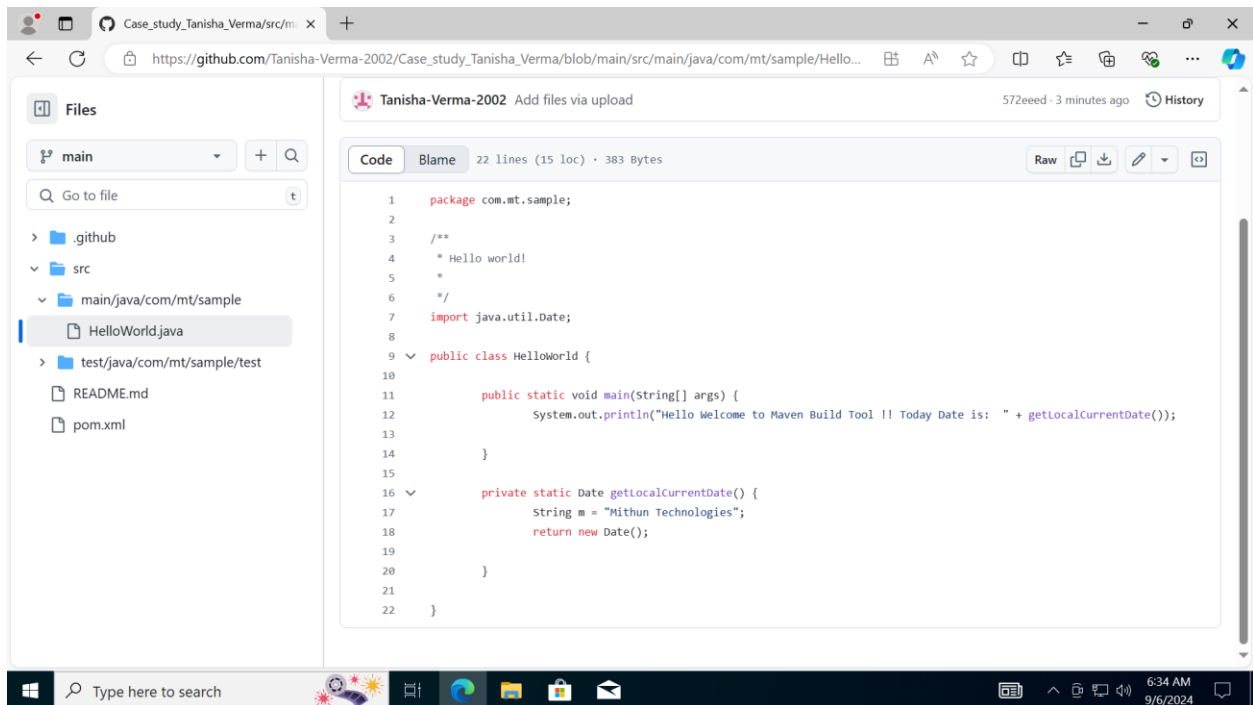 Case_study_Tanisha_Verma/src/m
https://github.com/Tanisha-Verma-2002/Case_study_Tanisha_Verma/blob/main/src/main/java/com/mt/sample/Hello...
Files
main
Go to file
t
.github
src
main/java/com/mt/sample
HelloWorld.java
test/java/com/mt/sample/test
README.md
pom.xml
Tanisha-Verma-2002 Add files via upload
572eeed · 3 minutes ago
History
Code
Blame
22 lines (15 loc) · 383 Bytes
Raw
1 package com.mt.sample;
2
3 /**
4 * Hello world!
5 *
6 */
7 import java.util.Date;
8
9 public class HelloWorld {
10
11 public static void main(String[] args) {
12 System.out.println("Hello Welcome to Maven Build Tool !! Today Date is:  " + getLocalCurrentDate());
13
14 }
15
16 private static Date getLocalCurrentDate() {
17 String m = "Mithun Technologies";
18 return new Date();
19
20 }
21
22 }
Type here to search
6:34 AM
9/6/2024